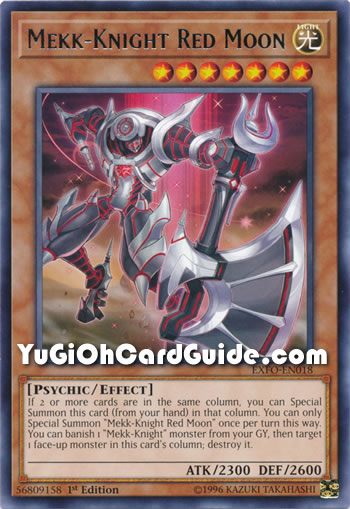 MEKK-KNIGHT RED MOON
LIGHT
光
YuGiOhCardGuide.com
EXFO-EN018
[PSYCHIC/EFFECT]
If 2 or more cards are in the same column, you can Special
Summon this card (from your hand) in that column. You can only
Special Summon "Mekk-Knight Red Moon" once per turn this way.
You can banish 1 "Mekk-Knight" monster from your GY, then target
1 face-up monster in this card's column; destroy it.
ATK/2300 DEF/2600
56809158 1st Edition ©1996 KAZUKI TAKAHASHI